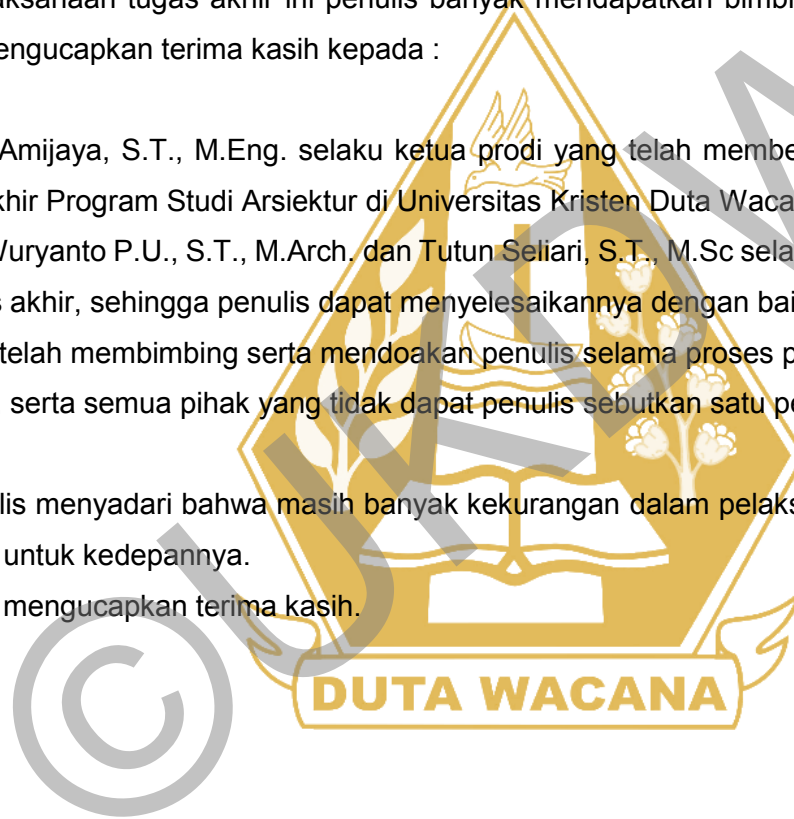 aksanaan tugas akhir ini penulis banyak mendapatkan bimbi
engucapkan terima kasih kepada :
Amijaya, S.T., M.Eng. selaku ketua prodi yang telah membe
khir Program Studi Arsiektur di Universitas Kristen Duta Waca
Wuryanto P.U., S.T., M.Arch. dan Tutun Seliari, S.T., M.Sc sela
s akhir, sehingga penulis dapat menyelesaikannya dengan bai
telah membimbing serta mendoakan penulis selama proses p
serta semua pihak yang tidak dapat penulis sebutkan satu pe
lis menyadari bahwa masih banyak kekurangan dalam pelaks
untuk kedepannya.
mengucapkan terima kasih.
DUTA WACANA
©UKDW